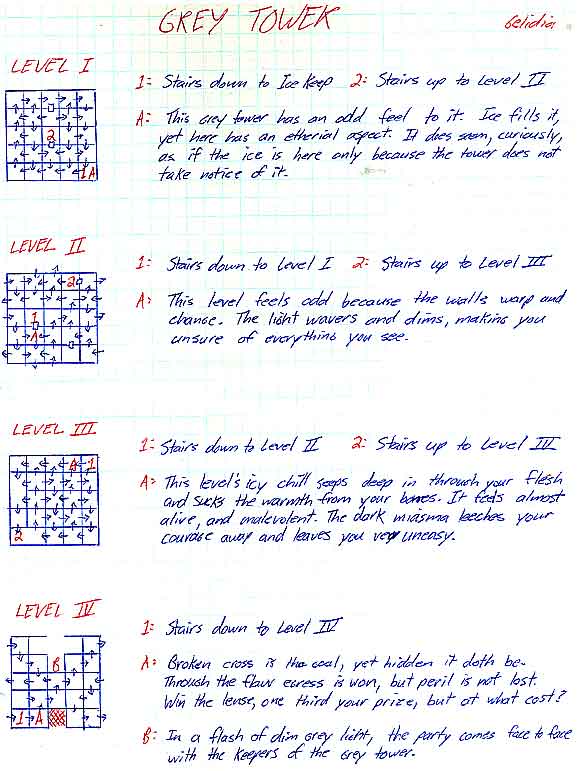 GREY TOWER
Gelidia
LEVEL I
1: Stairs down to Ice Keep 2: Stairs up to Level II
A: This grey tower has an odd feel to it. Ice fills it,
yet here has an etherial aspect. It does seem, curiously,
as if the ice is here only because the tower does not
take notice of it.
2
1A
LEVEL II
1: Stairs down to Level I 2: Stairs up to Level III
A: This level feels odd because the walls warp and
change. The light wavers and dims, making you
unsure of everything you see.
2
1
A
LEVEL III
1: Stairs down to Level II 2: Stairs up to Level IV
A: This level's icy chill seeps deep in through your flesh
and sucks the warmth from your bones. It feels almost
alive, and malevolent. The dark miasma leeches your
courage away and leaves you very uneasy.
A 1
2
LEVEL IV
1: Stairs down to Level IV
A: Broken cross is the goal, yet hidden it doth be.
Through the flaw egress is won, but peril is not lost.
Win the lense, one third your prize, but at what cost?
B: In a flash of dim grey light, the party comes face to face
with the Keepers of the Grey Tower.
B
1 A